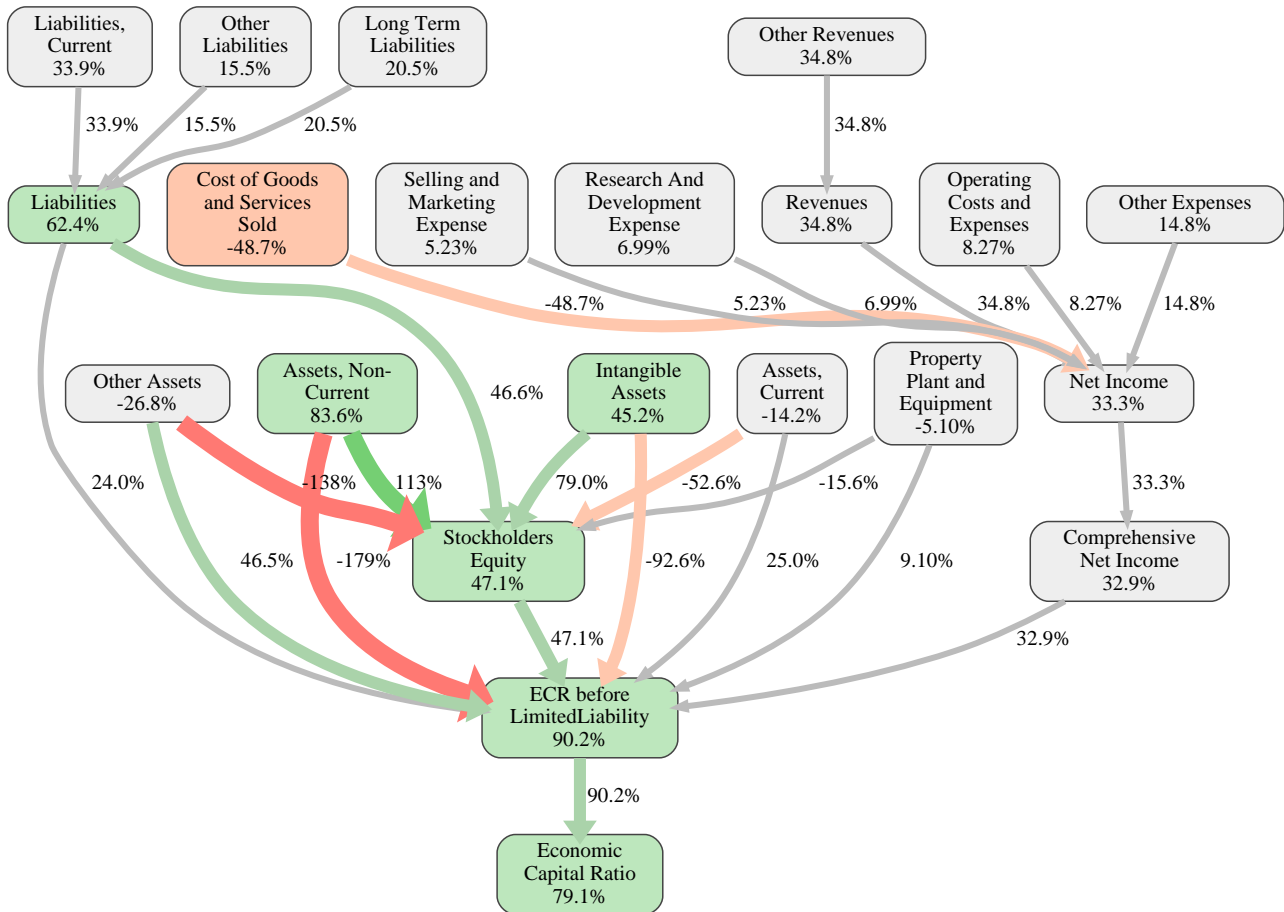 Liabilities,
Current
33.9%
Other
Liabilities
15.5%
Long Term
Liabilities
20.5%
Other Revenues
34.8%
33.9%
15.5%
20.5%
34.8%
Liabilities
62.4%
Cost of Goods
and Services
Sold
-48.7%
Selling and
Marketing
Expense
5.23%
Research And
Development
Expense
6.99%
Revenues
34.8%
Operating
Costs and
Expenses
8.27%
Other Expenses
14.8%
-48.7%
5.23%
6.99%
34.8%
8.27%
14.8%
Other Assets
-26.8%
Assets, Non-
Current
83.6%
46.6%
Intangible
Assets
45.2%
Assets,
Current
-14.2%
Property
Plant and
Equipment
-5.10%
Net Income
33.3%
24.0%
-138%
113%
79.0%
-52.6%
-15.6%
33.3%
46.5%
-179%
Stockholders
Equity
47.1%
-92.6%
25.0%
9.10%
Comprehensive
Net Income
32.9%
47.1%
32.9%
ECR before
LimitedLiability
90.2%
90.2%
Economic
Capital Ratio
79.1%